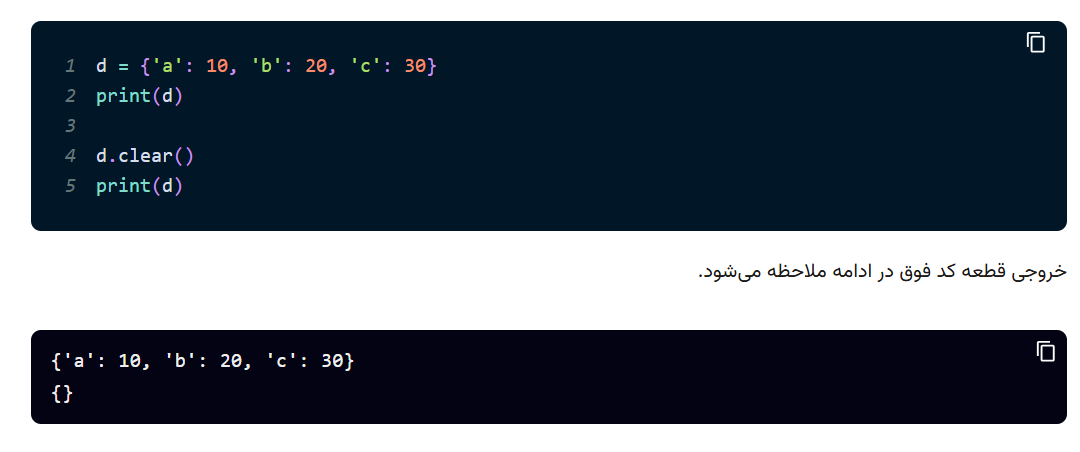 1 d = {'a': 10, 'b': 20, 'c': 30}
2 print(d)
3
4 d.clear()
5 print(d)
خروجی قطعه کد فوق در ادامه ملاحظه می‌شود.
{'a': 10, 'b': 20, 'c': 30}
{}